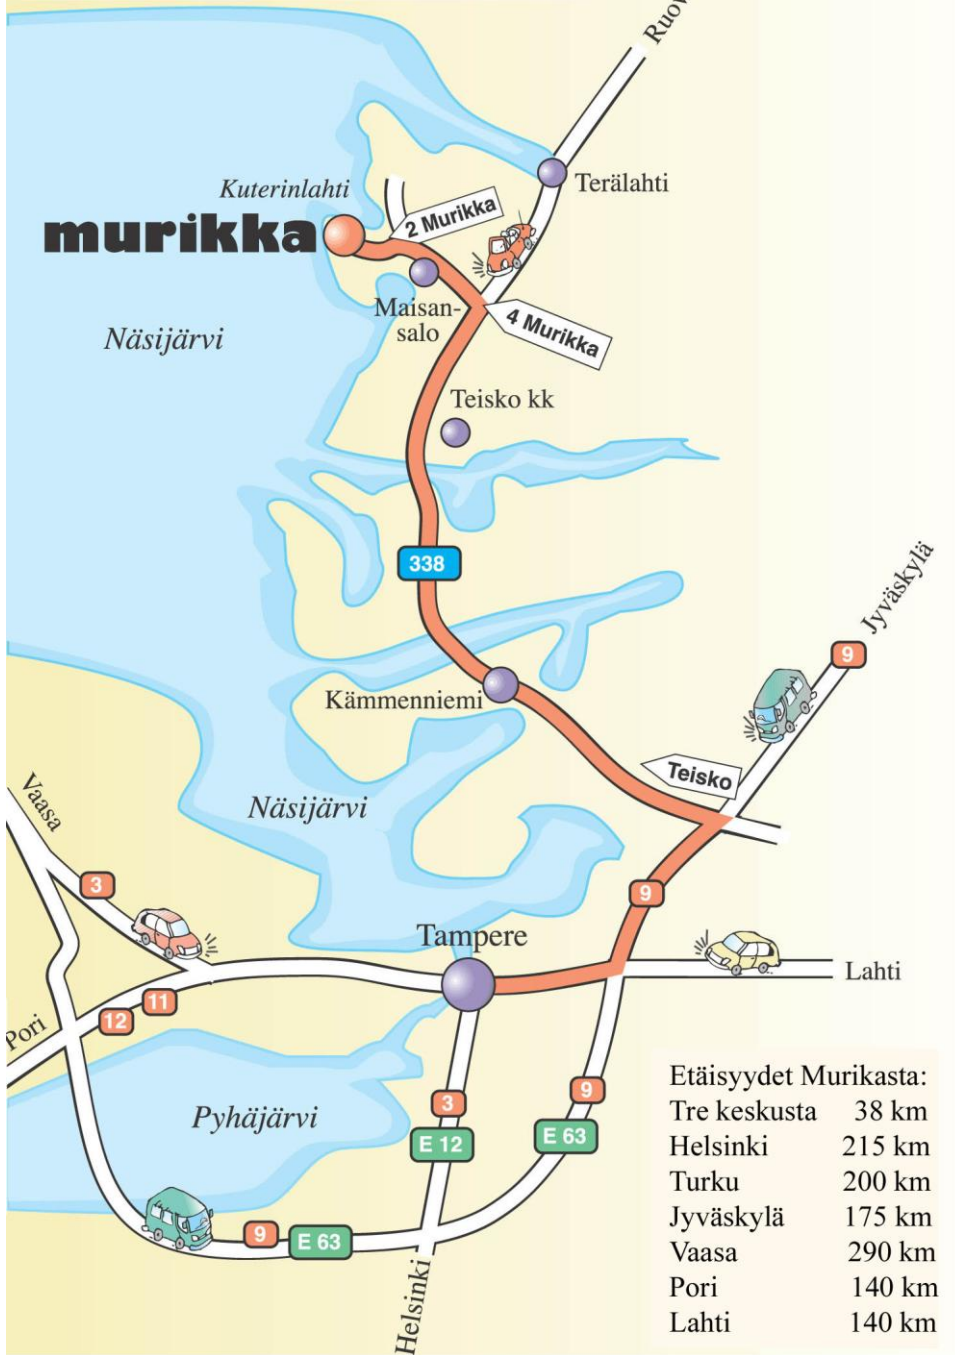 Ruov
Terälahti
Kuterinlahti
murikka
2 Murikka
Maisan-
salo
4 Murikka
Näsijärvi
Teisko kk
338
Jyväskylä
9
Kämmenniemi
Teisko
Näsijärvi
Vaasa
3
9
Tampere
Lahti
11
12
Pori
Pyhäjärvi
3
E 12
9
E 63
9
E 63
Helsinki
Etäisyydet Murikasta:
Tre keskusta 38 km
Helsinki 215 km
Turku 200 km
Jyväskylä 175 km
Vaasa 290 km
Pori 140 km
Lahti 140 km